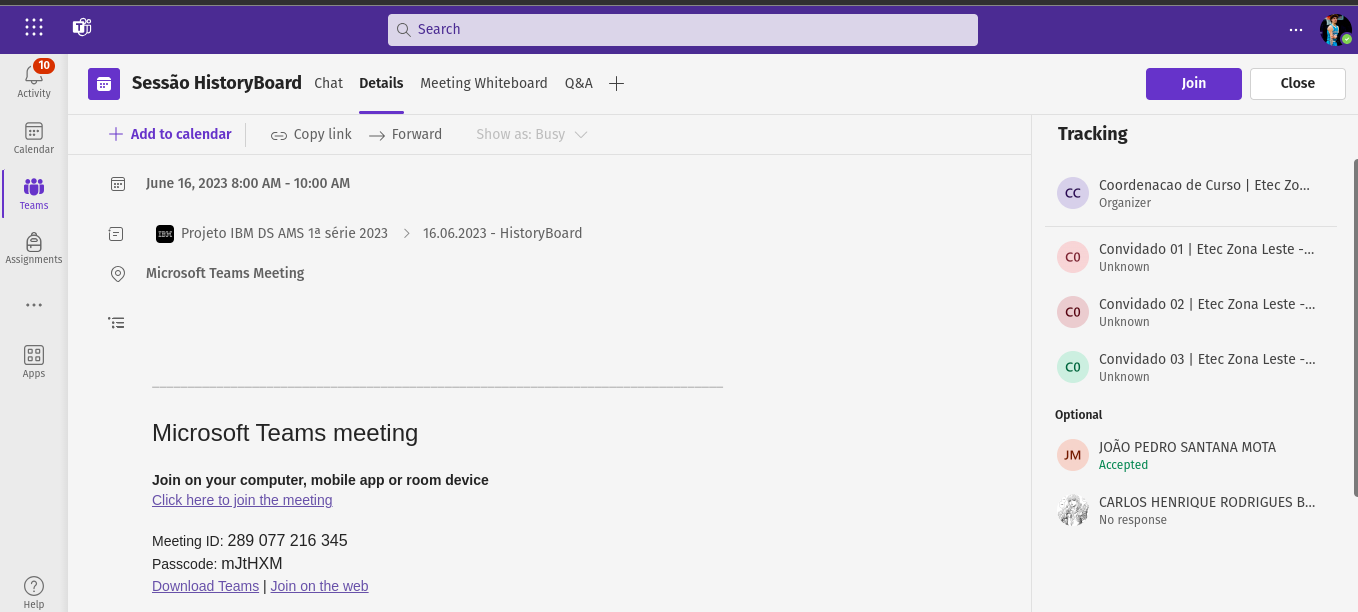 Search
10
Activity
Calendar
Teams
Assignments
Apps
Help
Sessão HistoryBoard
Chat
Details
Meeting Whiteboard
Q&A
Join
Close
Add to calendar
Copy link
Forward
Show as: Busy
June 16, 2023 8:00 AM - 10:00 AM
IBM
Projeto IBM DS AMS 1ª série 2023
16.06.2023 - HistoryBoard
Microsoft Teams Meeting
Microsoft Teams meeting
Join on your computer, mobile app or room device
Click here to join the meeting
Meeting ID: 289 077 216 345
Passcode: mJtHXM
Download Teams | Join on the web
Tracking
CC
Coordenacao de Curso | Etec Zo...
Organizer
C0
Convidado 01 | Etec Zona Leste -...
Unknown
C0
Convidado 02 | Etec Zona Leste -...
Unknown
C0
Convidado 03 | Etec Zona Leste -...
Unknown
Optional
JM
JOÃO PEDRO SANTANA MOTA
Accepted
CARLOS HENRIQUE RODRIGUES B...
No response